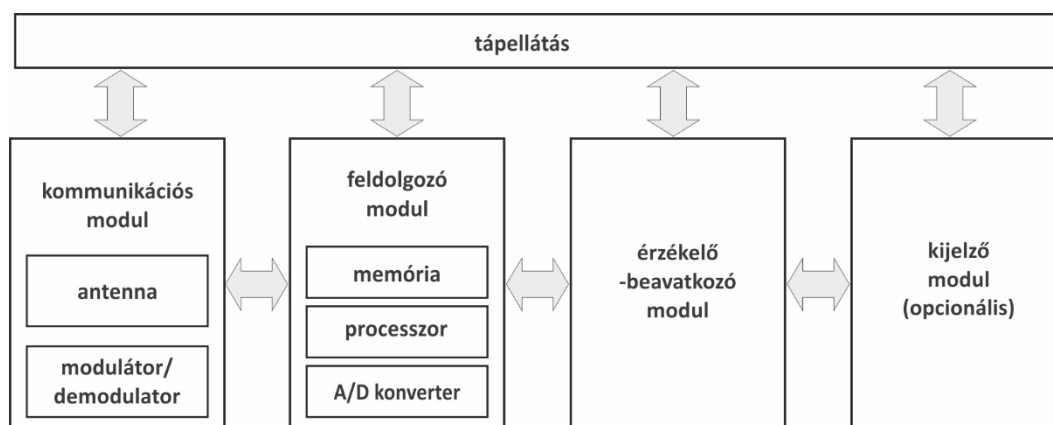 tápellátás
kommunikációs
modul
antenna
modulátor/
demodulator
feldolgozó
modul
memória
processzor
A/D konverter
érzékelő
-beavatkozó
modul
kijelző
modul
(opcionális)